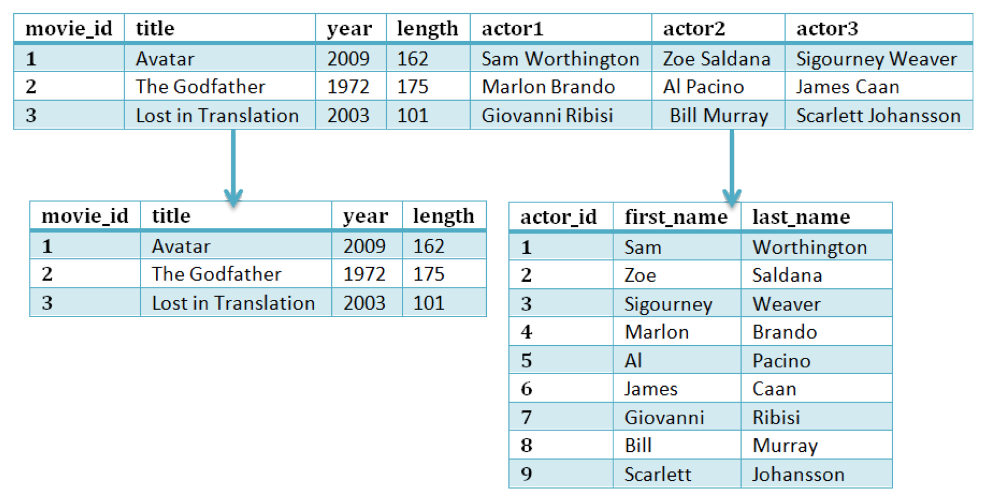 movie_id title year length actor1 actor2 actor3
1 Avatar 2009 162 Sam Worthington Zoe Saldana Sigourney Weaver
2 The Godfather 1972 175 Marlon Brando Al Pacino James Caan
3 Lost in Translation 2003 101 Giovanni Ribisi Bill Murray Scarlett Johansson
movie_id title year length
1 Avatar 2009 162
2 The Godfather 1972 175
3 Lost in Translation 2003 101
actor_id first_name last_name
1 Sam Worthington
2 Zoe Saldana
3 Sigourney Weaver
4 Marlon Brando
5 Al Pacino
6 James Caan
7 Giovanni Ribisi
8 Bill Murray
9 Scarlett Johansson